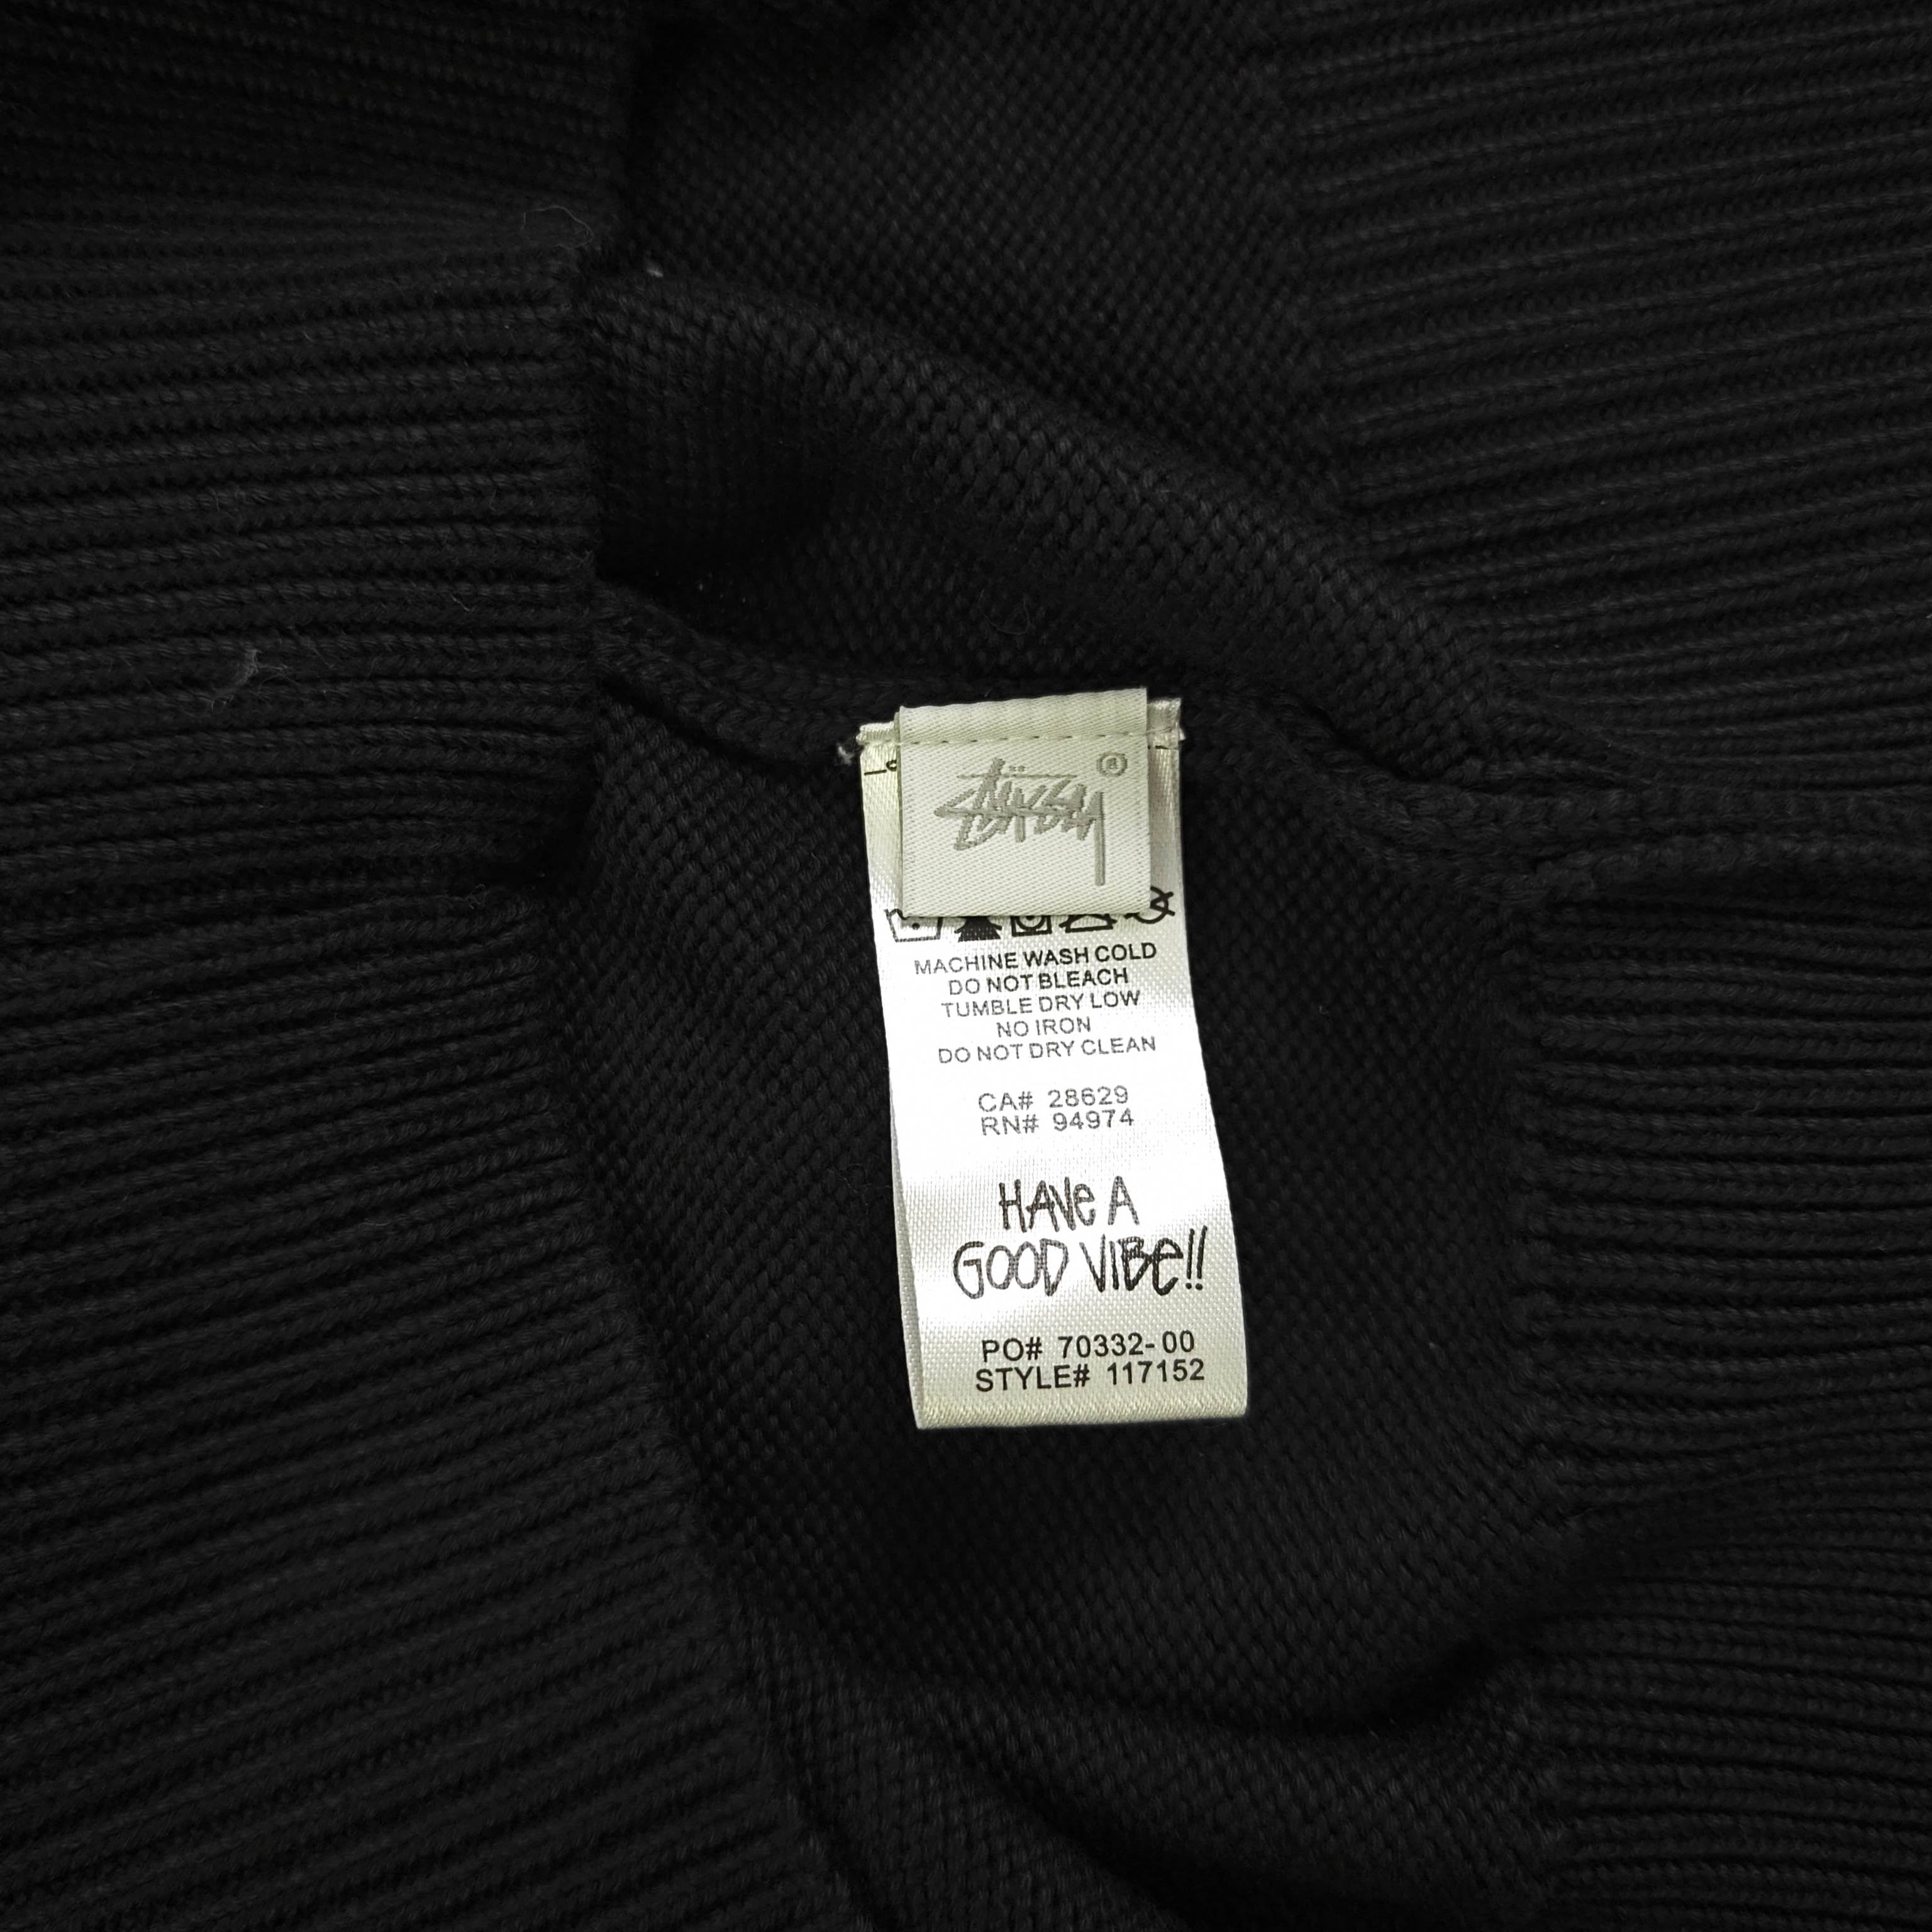 STÜSSY ®
MACHINE WASH COLD
DO NOT BLEACH
TUMBLE DRY LOW
NO IRON
DO NOT DRY CLEAN
CA# 28629
RN# 94974
HAVE A
GOOD VIBE!!
PO# 70332-00
STYLE# 117152